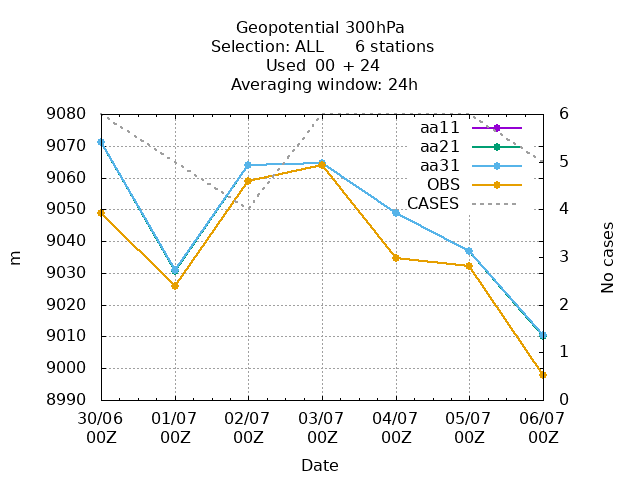 Geopotential 300hPa
Selection: ALL      6 stations
Used  00  + 24
Averaging window: 24h
9080
9070
9060
9050
9040
9030
9020
9010
9000
8990
m
6
5
4
3
2
1
0
No cases
aa11
aa21
aa31
OBS
CASES
30/06 01/07 02/07 03/07 04/07 05/07 06/07
00Z 00Z 00Z 00Z 00Z 00Z 00Z
Date